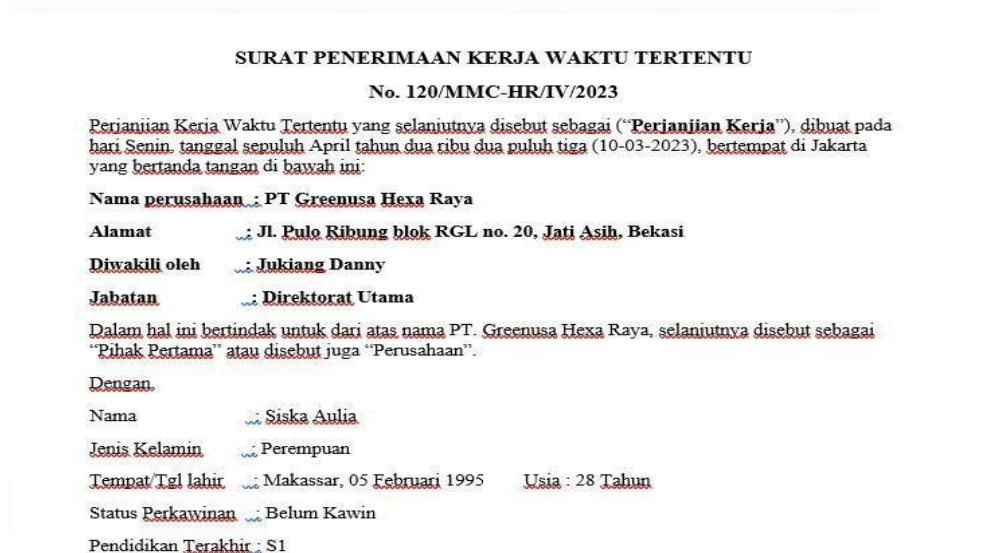 SURAT PENERIMAAN KERJA WAKTU TERTENTU
No. 120/MMC-HR/IV/2023
Perjanjian Kerja Waktu Tertentu yang selanjutnya disebut sebagai (“Perjanjian Kerja”), dibuat pada
hari Senin, tanggal sepuluh April tahun dua ribu dua puluh tiga (10-03-2023), bertempat di Jakarta
yang bertanda tangan di bawah ini:
Nama perusahaan : PT Greenusa Hexa Raya
Alamat : Jl. Pulo Ribung blok RGL no. 20, Jati Asih, Bekasi
Diwakili oleh : Jukiang Danny
Jabatan : Direktorat Utama
Dalam hal ini bertindak untuk dari atas nama PT. Greenusa Hexa Raya, selanjutnya disebut sebagai
“Pihak Pertama” atau disebut juga “Perusahaan”.
Dengan
Nama : Siska Aulia
Jenis Kelamin : Perempuan
Tempat/Tgl lahir : Makassar, 05 Februari 1995 Usia : 28 Tahun
Status Perkawinan : Belum Kawin
Pendidikan Terakhir : S1